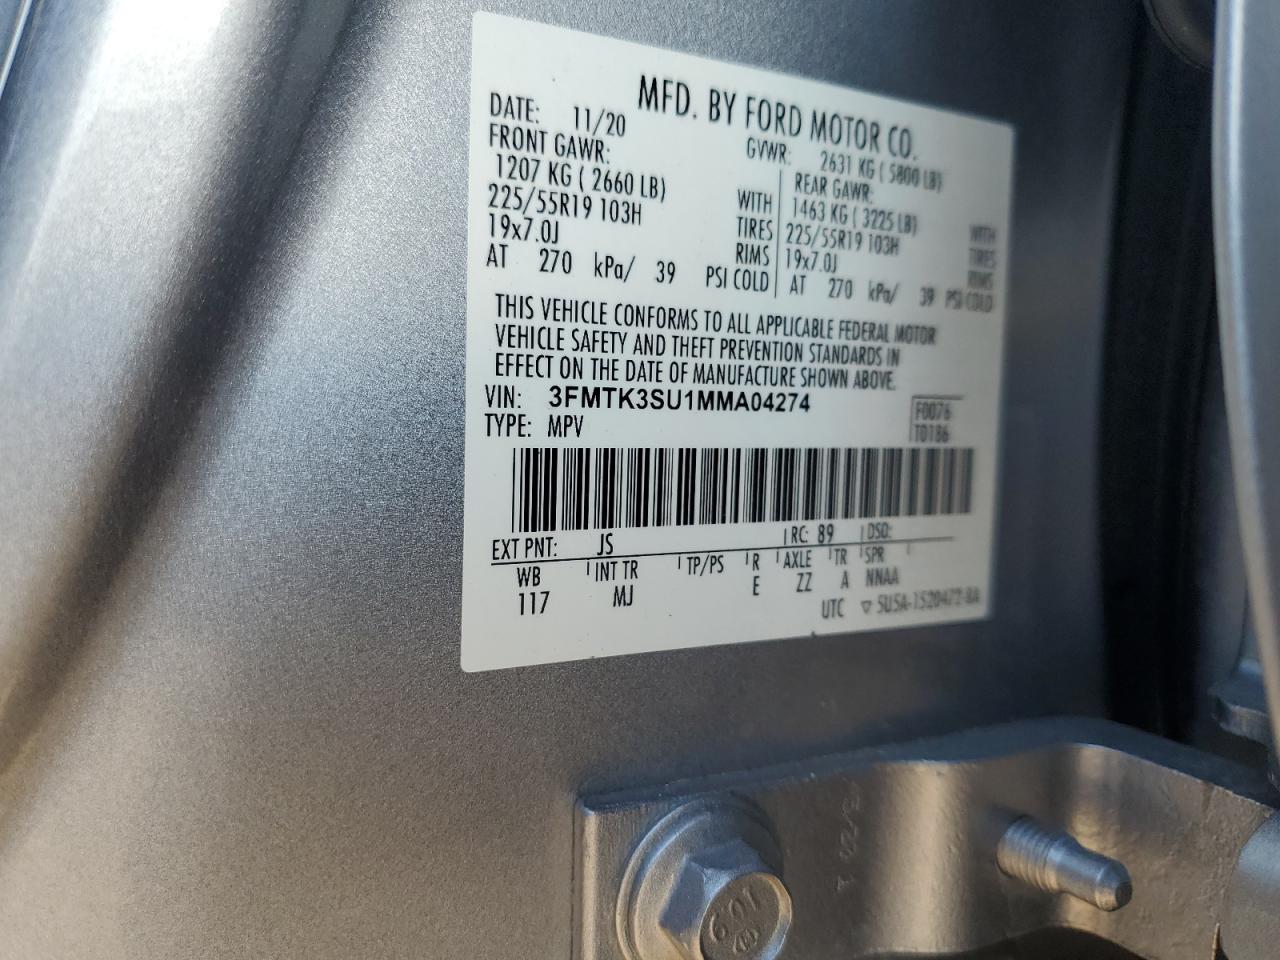 MFD. BY FORD MOTOR CO.
DATE: 11/20 GVWR: 2631 KG ( 5800 LB)
FRONT GAWR: REAR GAWR:
1207 KG ( 2660 LB) WITH 1463 KG ( 3225 LB) WITH
225/55R19 103H TIRES 225/55R19 103H TIRES
19x7.0J RIMS 19x7.0J RIMS
AT 270 kPa/ 39 PSI COLD AT 270 kPa/ 39 PSI COLD
THIS VEHICLE CONFORMS TO ALL APPLICABLE FEDERAL MOTOR
VEHICLE SAFETY AND THEFT PREVENTION STANDARDS IN
EFFECT ON THE DATE OF MANUFACTURE SHOWN ABOVE.
VIN: 3FMTK3SU1MMA04274 F0076
TYPE: MPV T0186
EXT PNT: JS RC: 89 DSO:
WB INT TR TP/PS R AXLE TR SPR
117 MJ E ZZ A NNAA
UTC ▽ SU5A-1520472-BA
10.9